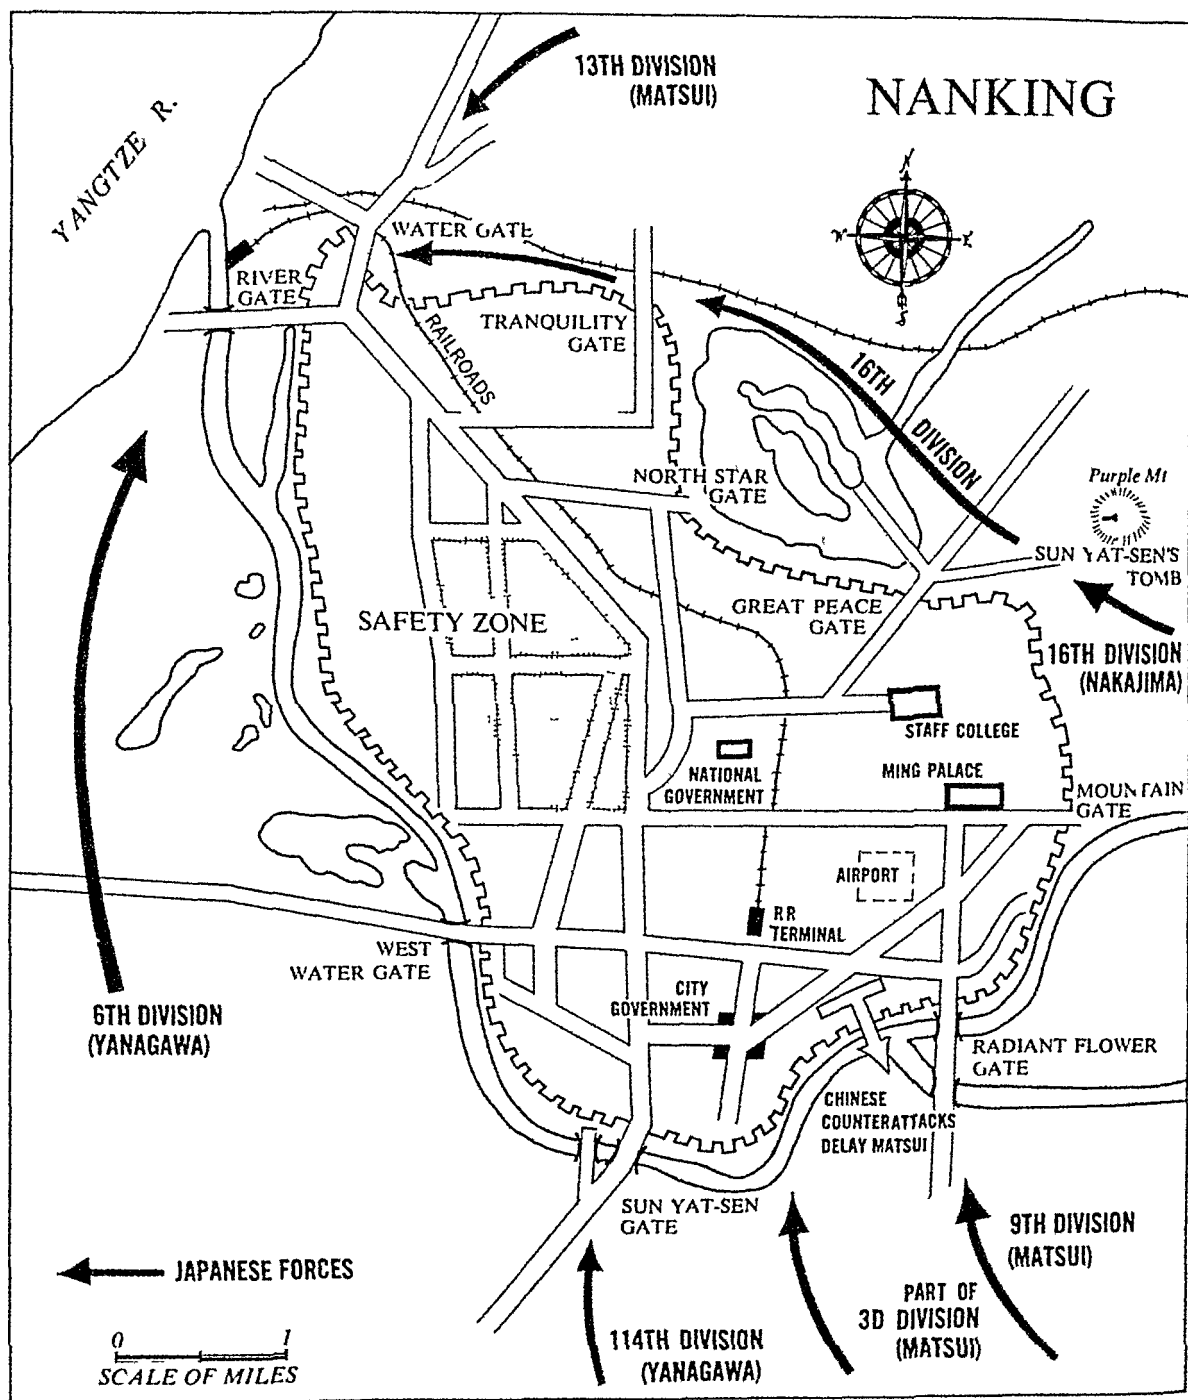 NANKING
13TH DIVISION
(MATSUI)
YANGTZE R.
N
W
E
S
WATER GATE
RIVER
GATE
TRANQUILITY
GATE
RAILROADS
16TH
DIVISION
NORTH STAR
GATE
Purple Mt
SUN YAT-SEN'S
TOMB
GREAT PEACE
GATE
SAFETY ZONE
16TH DIVISION
(NAKAJIMA)
STAFF COLLEGE
NATIONAL
GOVERNMENT
MING PALACE
MOUNTAIN
GATE
AIRPORT
RR
TERMINAL
WEST
WATER GATE
CITY
GOVERNMENT
6TH DIVISION
(YANAGAWA)
RADIANT FLOWER
GATE
CHINESE
COUNTERATTACKS
DELAY MATSUI
SUN YAT-SEN
GATE
9TH DIVISION
(MATSUI)
JAPANESE FORCES
PART OF
3D DIVISION
(MATSUI)
114TH DIVISION
(YANAGAWA)
0 1
SCALE OF MILES